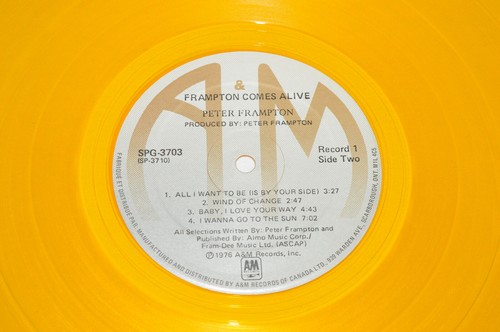 A&M
FRAMPTON COMES ALIVE
PETER FRAMPTON
PRODUCED BY: PETER FRAMPTON
SPG-3703
(SP-3710)
Record 1
Side Two
1. ALL I WANT TO BE (IS BY YOUR SIDE) 3:27
2. WIND OF CHANGE 2:47
3. BABY, I LOVE YOUR WAY 4:43
4. I WANNA GO TO THE SUN 7:02
All Selections Written By: Peter Frampton and
Published By: Almo Music Corp./
Fram-Dee Music Ltd. (ASCAP)
Ⓟ1976 A&M Records, Inc.
A&M
FABRIQUE ET DISTRIBUE PAR/MANUFACTURED AND DISTRIBUTED BY A&M RECORDS OF CANADA LTD. 939 WARDEN AVE, SCARBOROUGH, ONT. M1L 4C5